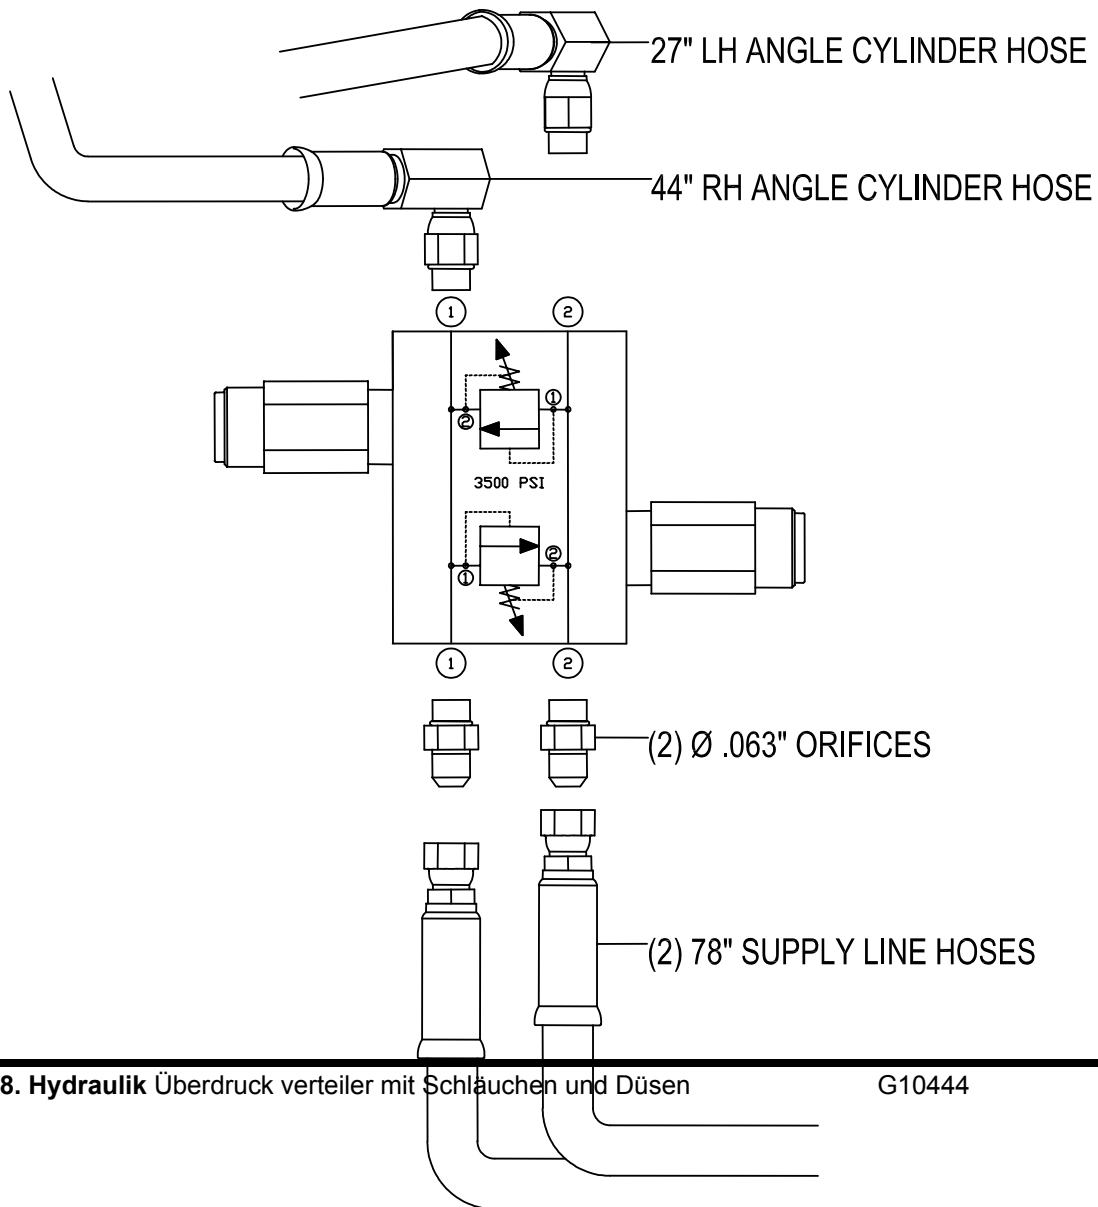 27" LH ANGLE CYLINDER HOSE
44" RH ANGLE CYLINDER HOSE
1 2
1
2
3500 PSI
2
1
1 2
(2) Ø .063" ORIFICES
(2) 78" SUPPLY LINE HOSES
8. Hydraulik Überdruck verteiler mit Schläuchen und Düsen G10444